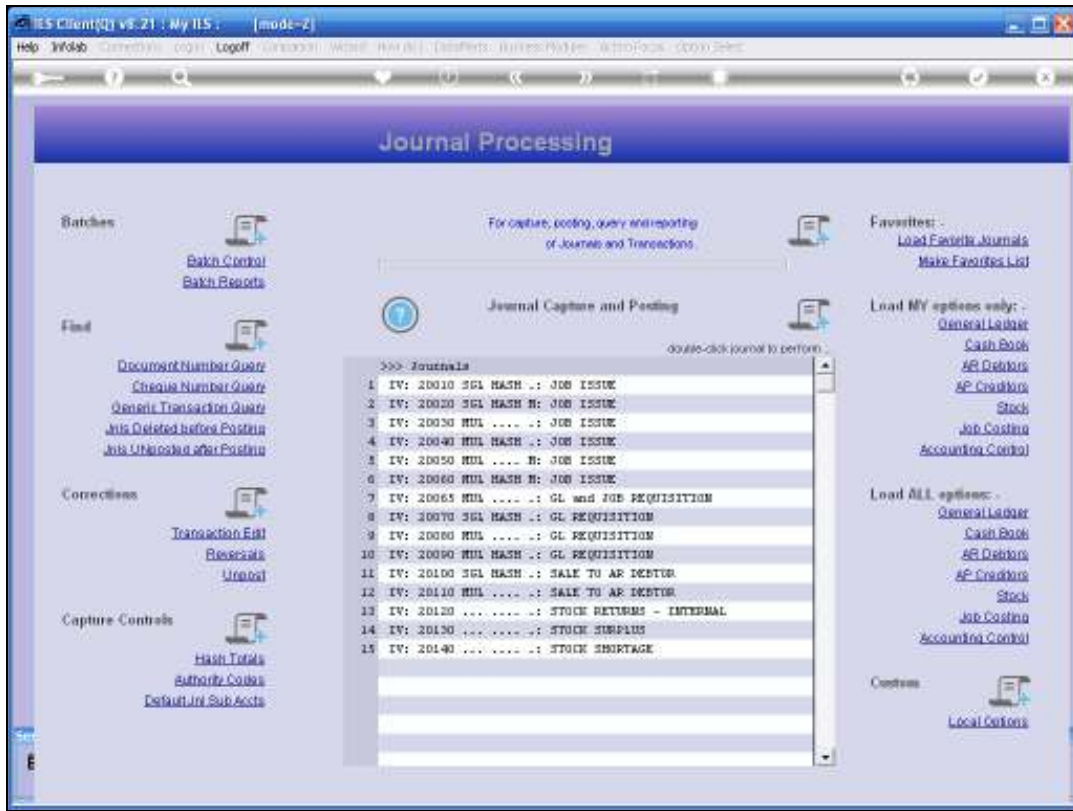 IES Client(Q) v8.21 : My IES : [mode=2]
Help Infolab Logoff
Journal Processing
Batches
Batch Control
Batch Reports
Find
Document Number Query
Cheque Number Query
Generic Transaction Query
Jnls Deleted before Posting
Jnls UNposted after Posting
Corrections
Transaction Edit
Reversals
Unpost
Capture Controls
Hash Totals
Authority Codes
Default Jnl Sub Accts
For capture, posting, query and reporting
of Journals and Transactions.
Journal Capture and Posting
double-click journal to perform .
>>> Journals
1 IV: 20010 SGL HASH .: JOB ISSUE
2 IV: 20020 SGL HASH N: JOB ISSUE
3 IV: 20030 MUL .... .: JOB ISSUE
4 IV: 20040 MUL HASH .: JOB ISSUE
5 IV: 20050 MUL .... N: JOB ISSUE
6 IV: 20060 MUL HASH N: JOB ISSUE
7 IV: 20065 MUL .... .: GL and JOB REQUISITION
8 IV: 20070 SGL HASH .: GL REQUISITION
9 IV: 20080 MUL .... .: GL REQUISITION
10 IV: 20090 MUL HASH .: GL REQUISITION
11 IV: 20100 SGL HASH .: SALE TO AR DEBTOR
12 IV: 20110 MUL .... .: SALE TO AR DEBTOR
13 IV: 20120 ... .... .: STOCK RETURNS - INTERNAL
14 IV: 20130 ... .... .: STOCK SURPLUS
15 IV: 20140 ... .... .: STOCK SHORTAGE
Favorites: .
Load Favorite Journals
Make Favorites List
Load MY options only: .
General Ledger
Cash Book
AR Debtors
AP Creditors
Stock
Job Costing
Accounting Control
Load ALL options: .
General Ledger
Cash Book
AR Debtors
AP Creditors
Stock
Job Costing
Accounting Control
Custom
Local Options